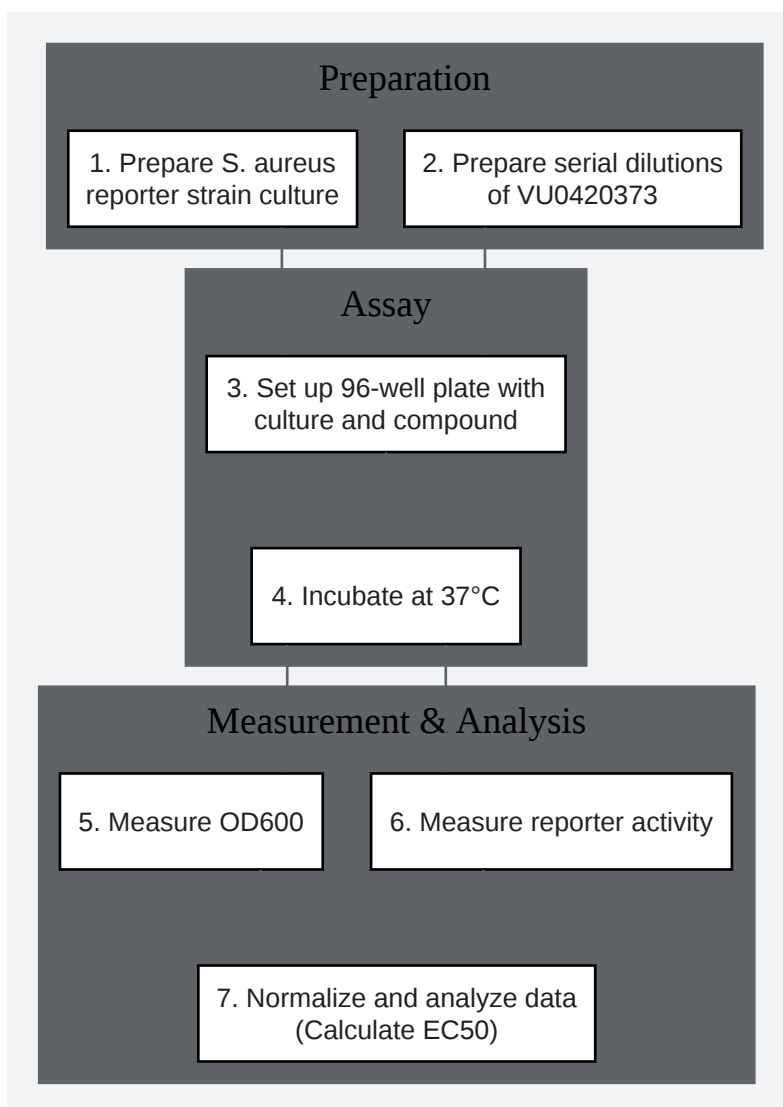 Preparation
1. Prepare S. aureus
reporter strain culture
2. Prepare serial dilutions
of VU0420373
Assay
3. Set up 96-well plate with
culture and compound
4. Incubate at 37°C
Measurement & Analysis
5. Measure OD600
6. Measure reporter activity
7. Normalize and analyze data
(Calculate EC50)